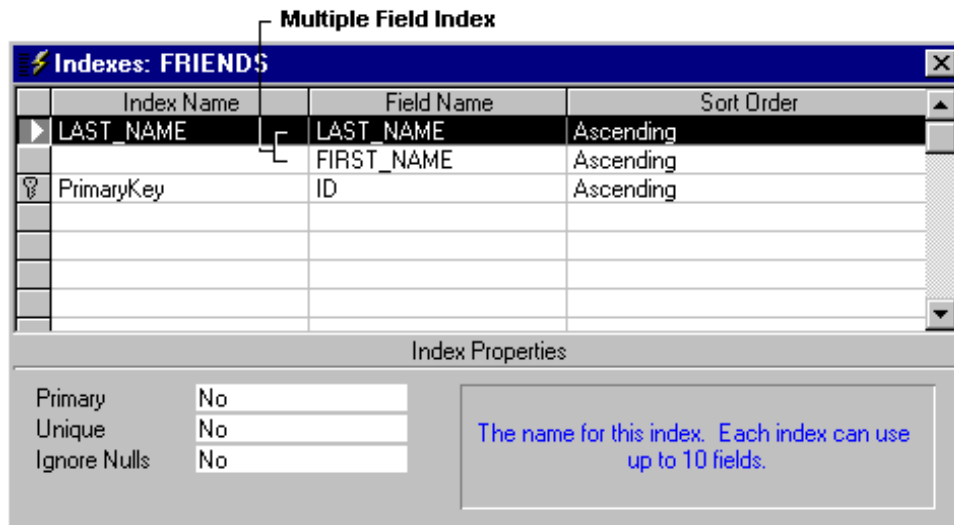 Multiple Field Index
Indexes: FRIENDS
Index Name Field Name Sort Order
LAST_NAME LAST_NAME Ascending
FIRST_NAME Ascending
PrimaryKey ID Ascending
Index Properties
Primary No
Unique No
Ignore Nulls No
The name for this index. Each index can use
up to 10 fields.